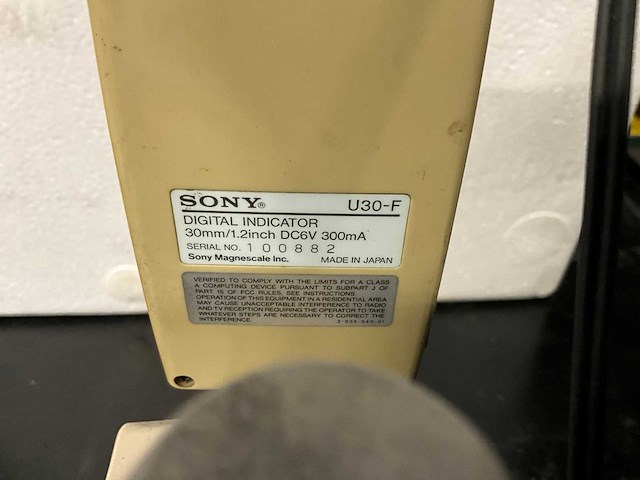 SONY® U30-F
DIGITAL INDICATOR
30mm/1.2inch DC6V 300mA
SERIAL NO. 100882
Sony Magnescale Inc. MADE IN JAPAN
VERIFIED TO COMPLY WITH THE LIMITS FOR A CLASS
A COMPUTING DEVICE PURSUANT TO SUBPART J OF
PART 15 OF FCC RULES, SEE INSTRUCTIONS.
OPERATION OF THIS EQUIPMENT IN A RESIDENTIAL AREA
MAY CAUSE UNACCEPTABLE INTERFERENCE TO RADIO
AND TV RECEPTION REQUIRING THE OPERATOR TO TAKE
WHATEVER STEPS ARE NECESSARY TO CORRECT THE
INTERFERENCE.